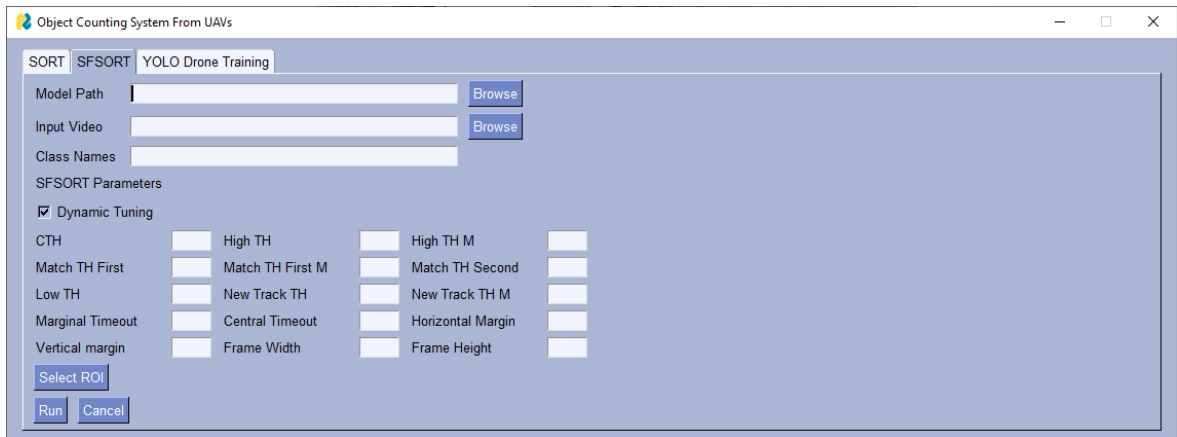 Object Counting System From UAVs
SORT SFSORT YOLO Drone Training
Model Path Browse
Input Video Browse
Class Names
SFSORT Parameters
Dynamic Tuning
CTH High TH High TH M
Match TH First Match TH First M Match TH Second
Low TH New Track TH New Track TH M
Marginal Timeout Central Timeout Horizontal Margin
Vertical margin Frame Width Frame Height
Select ROI
Run Cancel